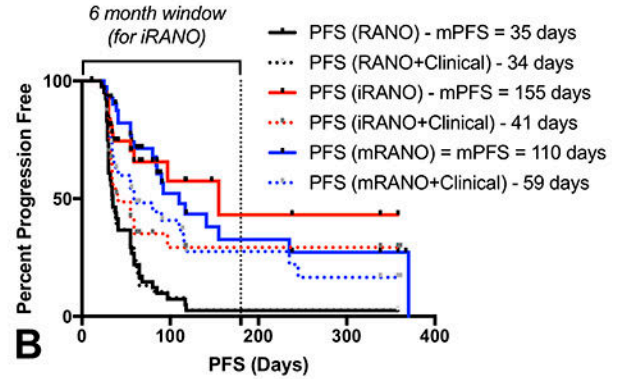 6 month window
(for iRANO)
PFS (RANO) - mPFS = 35 days
PFS (RANO+Clinical) - 34 days
PFS (iRANO) - mPFS = 155 days
PFS (iRANO+Clinical) - 41 days
PFS (mRANO) = mPFS = 110 days
PFS (mRANO+Clinical) - 59 days
Percent Progression Free
100
50
0
0 100 200 300 400
PFS (Days)
B